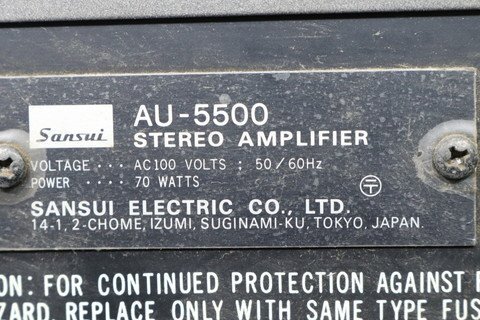 Sansui
AU-5500
STEREO AMPLIFIER
VOLTAGE ··· AC100 VOLTS : 50/60Hz
POWER ···· 70 WATTS
SANSUI ELECTRIC CO., LTD.
14-1, 2-CHOME, IZUMI, SUGINAMI-KU, TOKYO, JAPAN.
ON: FOR CONTINUED PROTECTION AGAINST
ZARD. REPLACE ONLY WITH SAME TYPE